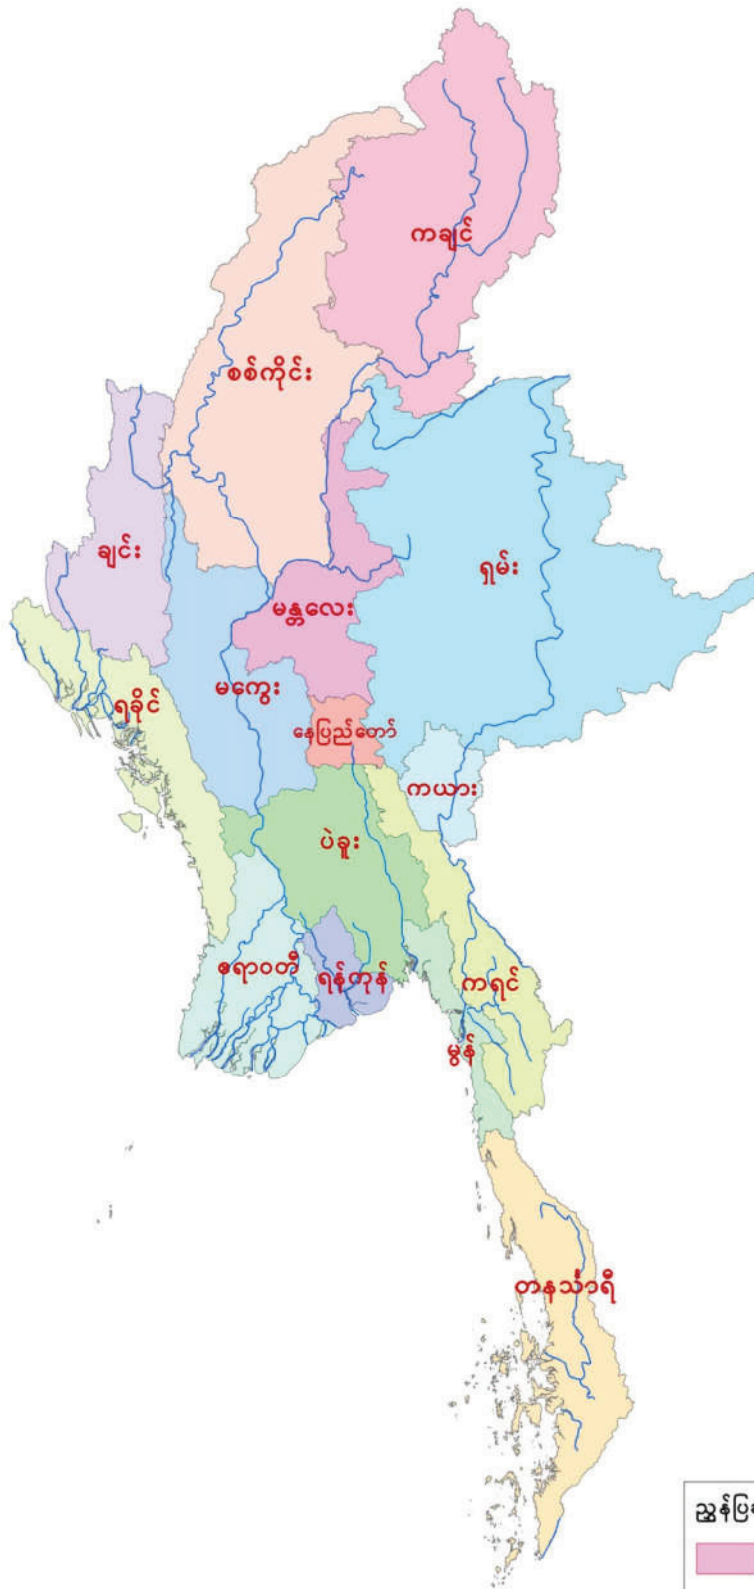 ကချင်
စစ်ကိုင်း
ချင်း
ရှမ်း
မန္တလေး
မကွေး
ရခိုင်
နေပြည်တော်
ကယား
ပဲခူး
ဧရာဝတီ
ရန်ကုန်
ကရင်
မွန်
တနင်္သာရီ